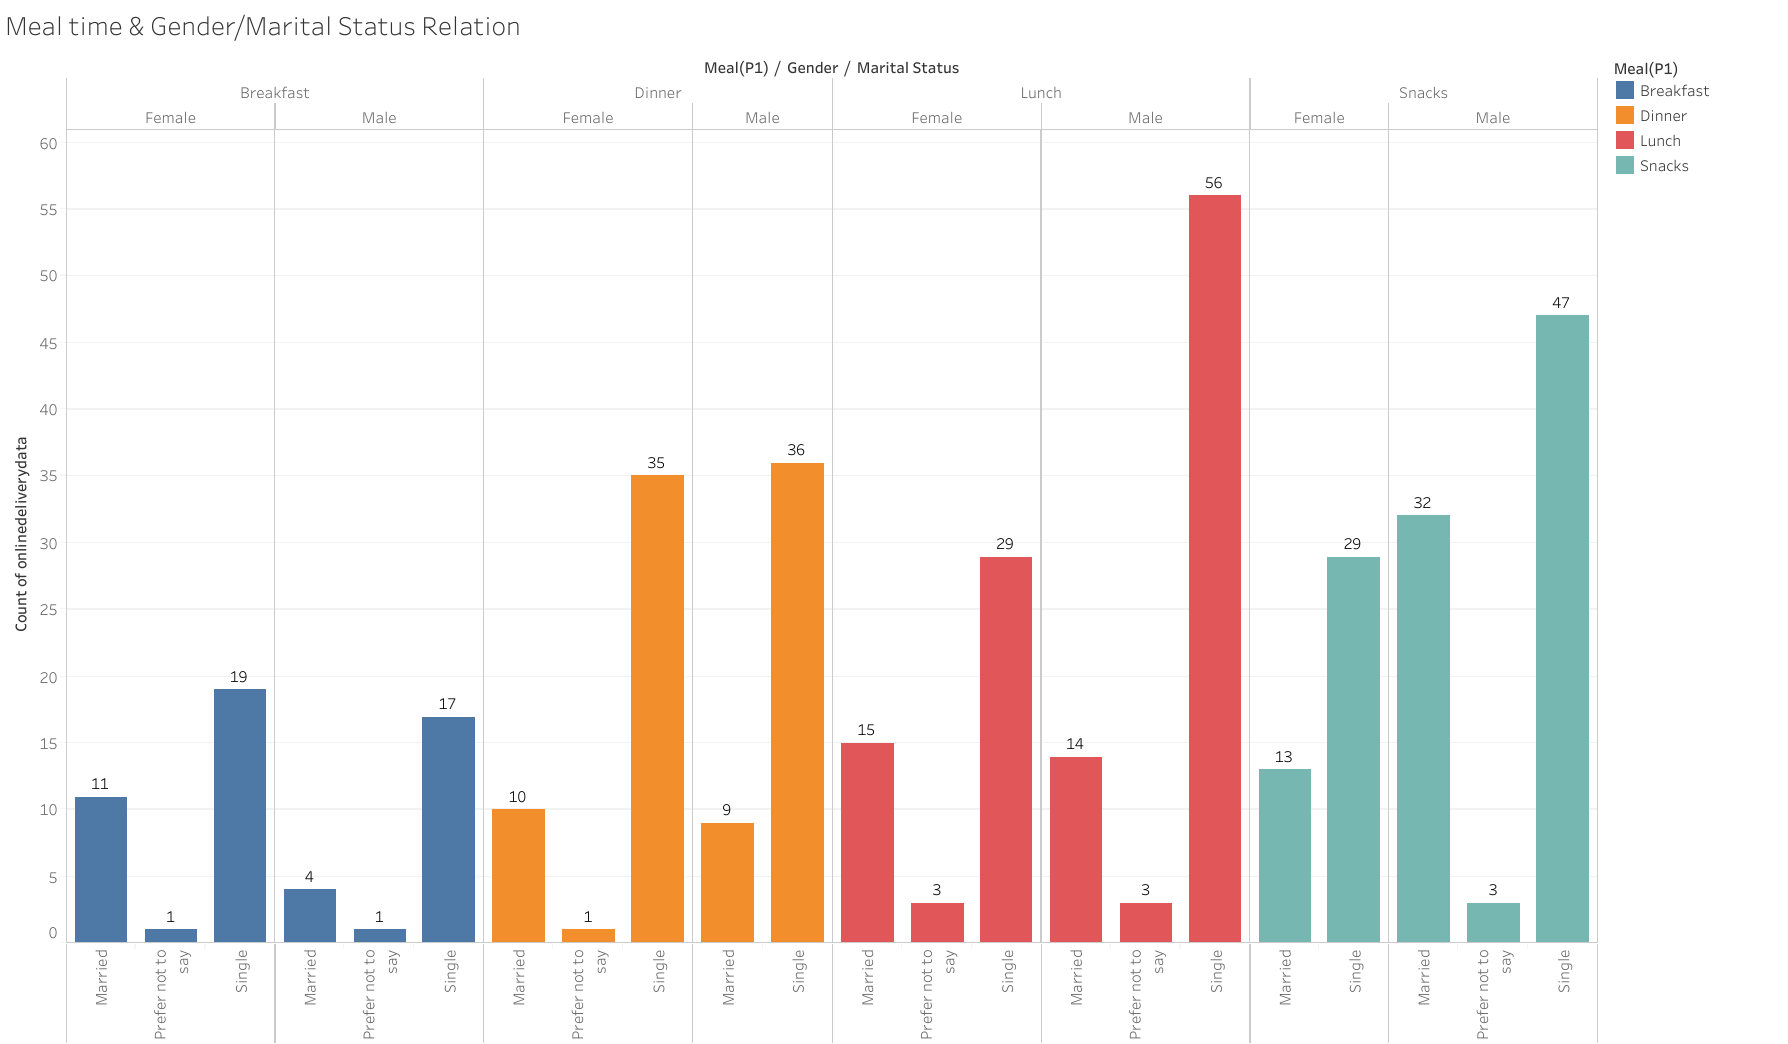 Meal time & Gender/Marital Status Relation
Meal(P1) / Gender / Marital Status
Breakfast Dinner Lunch Snacks
Female Male Female Male Female Male Female Male
Meal(P1)
Breakfast
Dinner
Lunch
Snacks
Count of onlinedeliverydata
60
55
50
45
40
35
30
25
20
15
10
5
0
11 1 19 4 1 17 10 1 35 9 36 15 3 29 14 3 56 13 29 32 3 47
Married
Prefer not to
say
Single
Married
Prefer not to
say
Single
Married
Prefer not to
say
Single
Married
Single
Married
Prefer not to
say
Single
Married
Prefer not to
say
Single
Married
Single
Married
Prefer not to
say
Single